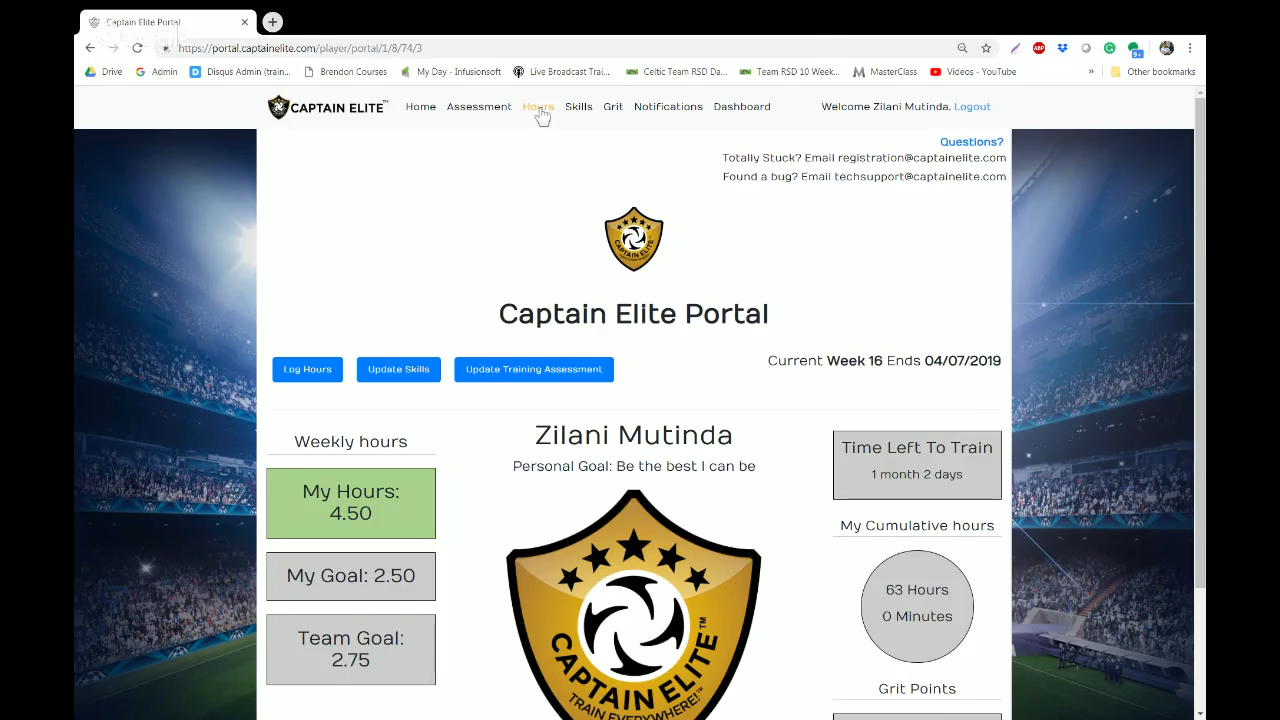 Captain Elite Portal
https://portal.captainelite.com/player/portal/1/8/74/3
ABP
9+
Drive
Admin
Disqus Admin (train...
Brendon Courses
My Day - Infusionsoft
Live Broadcast Trai...
Celtic Team RSD Da...
Team RSD 10 Week...
MasterClass
Videos - YouTube
»
Other bookmarks
CAPTAIN ELITE™
Home
Assessment
Hours
Skills
Grit
Notifications
Dashboard
Welcome Zilani Mutinda, Logout
Questions?
Totally Stuck? Email registration@captainelite.com
Found a bug? Email techsupport@captainelite.com
CAPTAIN ELITE
Captain Elite Portal
Log Hours
Update Skills
Update Training Assessment
Current Week 16 Ends 04/07/2019
Weekly hours
My Hours:
4.50
My Goal: 2.50
Team Goal:
2.75
Zilani Mutinda
Personal Goal: Be the best I can be
CAPTAIN ELITE™
TRAIN EVERYWHERE!™
Time Left To Train
1 month 2 days
My Cumulative hours
63 Hours
0 Minutes
Grit Points